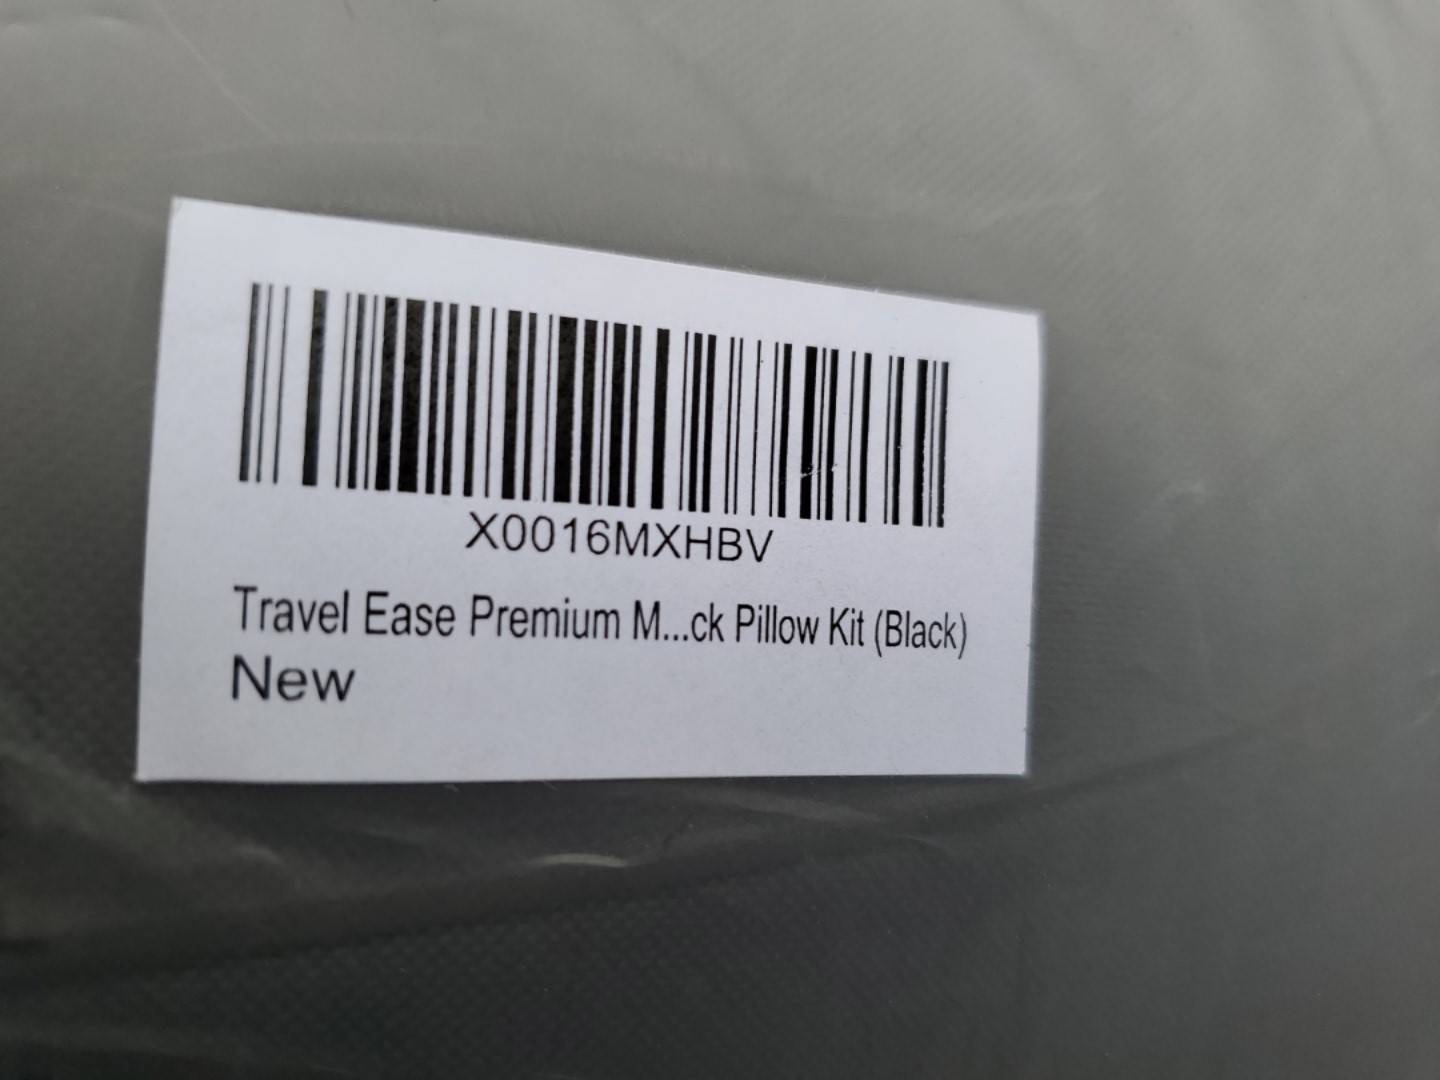 X0016MXHBV
Travel Ease Premium M...ck Pillow Kit (Black)
New